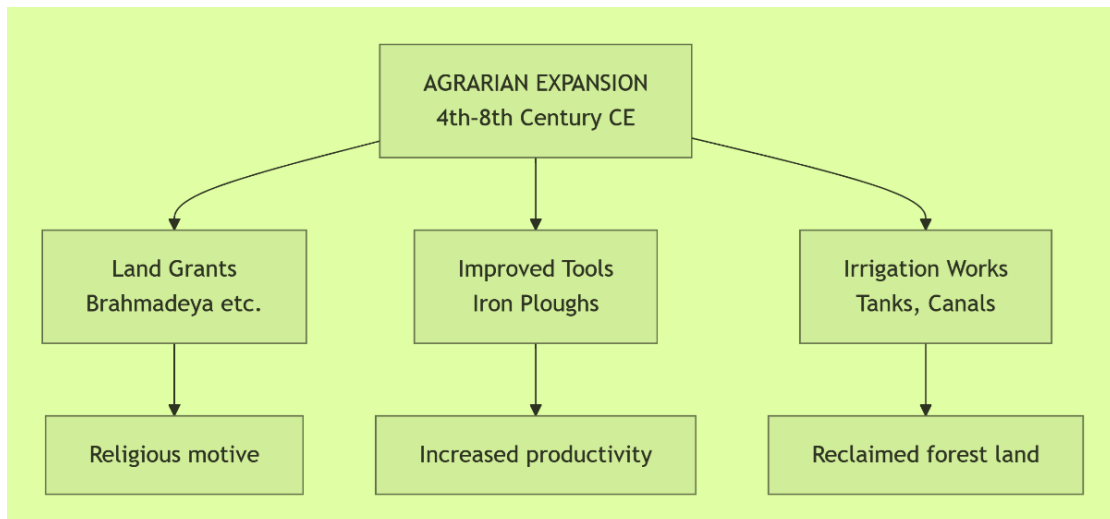 AGRARIAN EXPANSION
4th-8th Century CE
Land Grants
Brahmadeya etc.
Improved Tools
Iron Ploughs
Irrigation Works
Tanks, Canals
Religious motive
Increased productivity
Reclaimed forest land